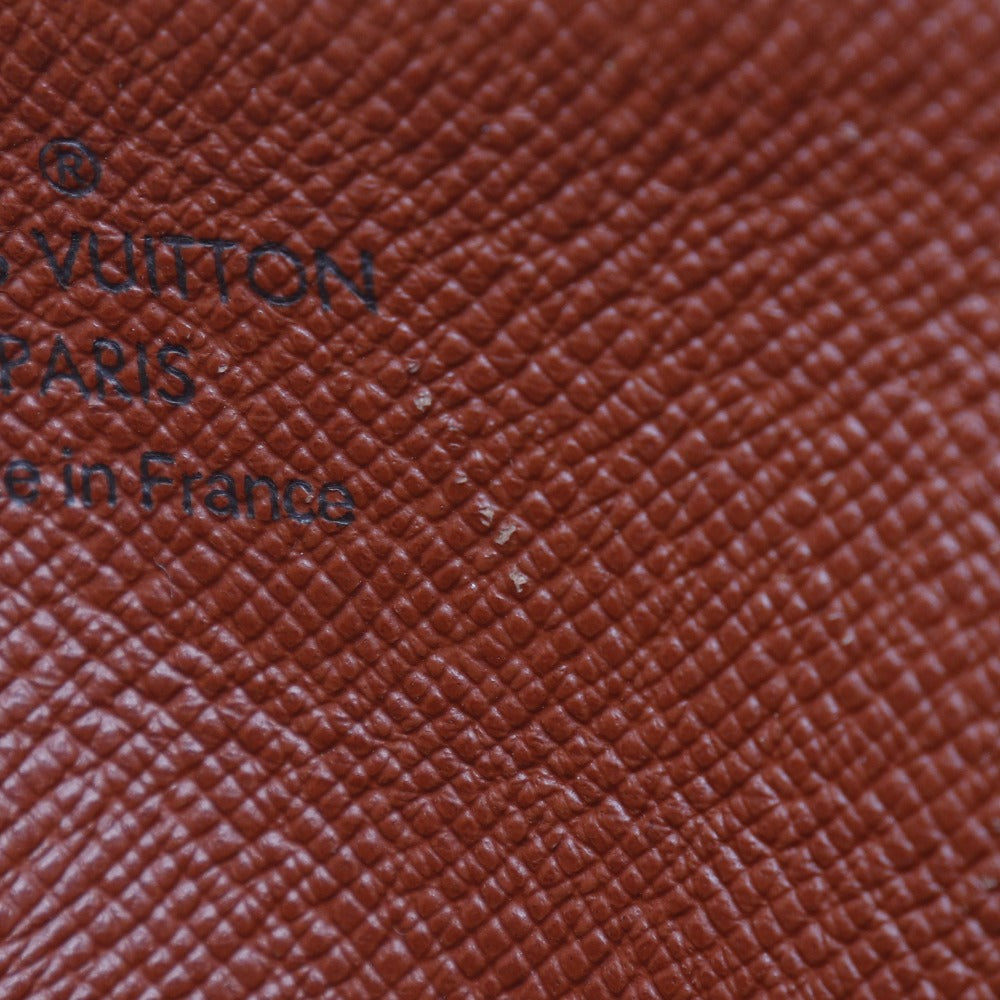 ®
VUITTON
PARIS
in France